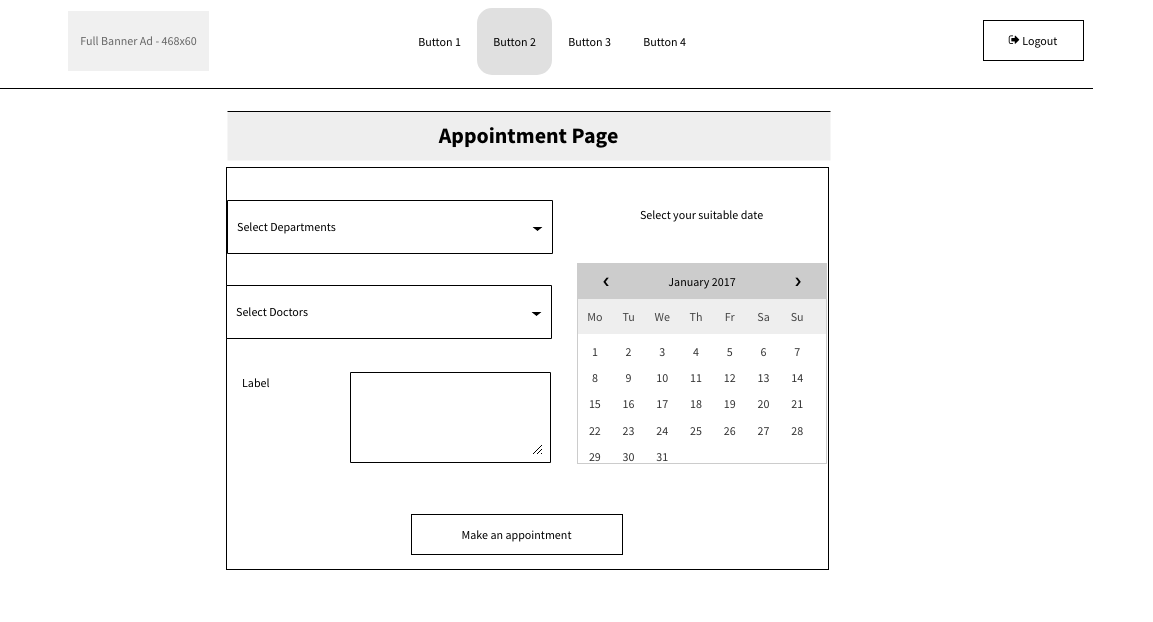 Full Banner Ad - 468x60
Button 1 Button 2 Button 3 Button 4
Logout
Appointment Page
Select Departments
Select Doctors
Label
Select your suitable date
January 2017
Mo Tu We Th Fr Sa Su
1 2 3 4 5 6 7
8 9 10 11 12 13 14
15 16 17 18 19 20 21
22 23 24 25 26 27 28
29 30 31
Make an appointment